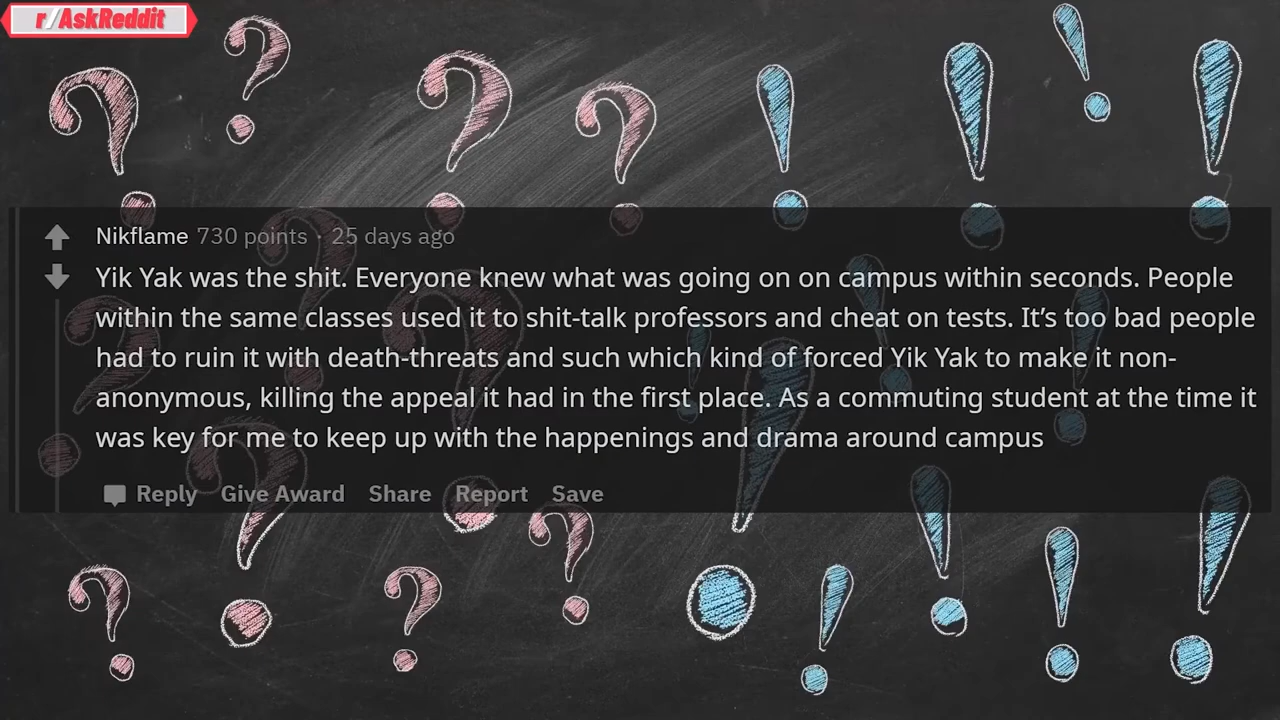 r/AskReddit
Nikflame 730 points · 25 days ago
Yik Yak was the shit. Everyone knew what was going on on campus within seconds. People
within the same classes used it to shit-talk professors and cheat on tests. It’s too bad people
had to ruin it with death-threats and such which kind of forced Yik Yak to make it non-
anonymous, killing the appeal it had in the first place. As a commuting student at the time it
was key for me to keep up with the happenings and drama around campus
Reply Give Award Share Report Save